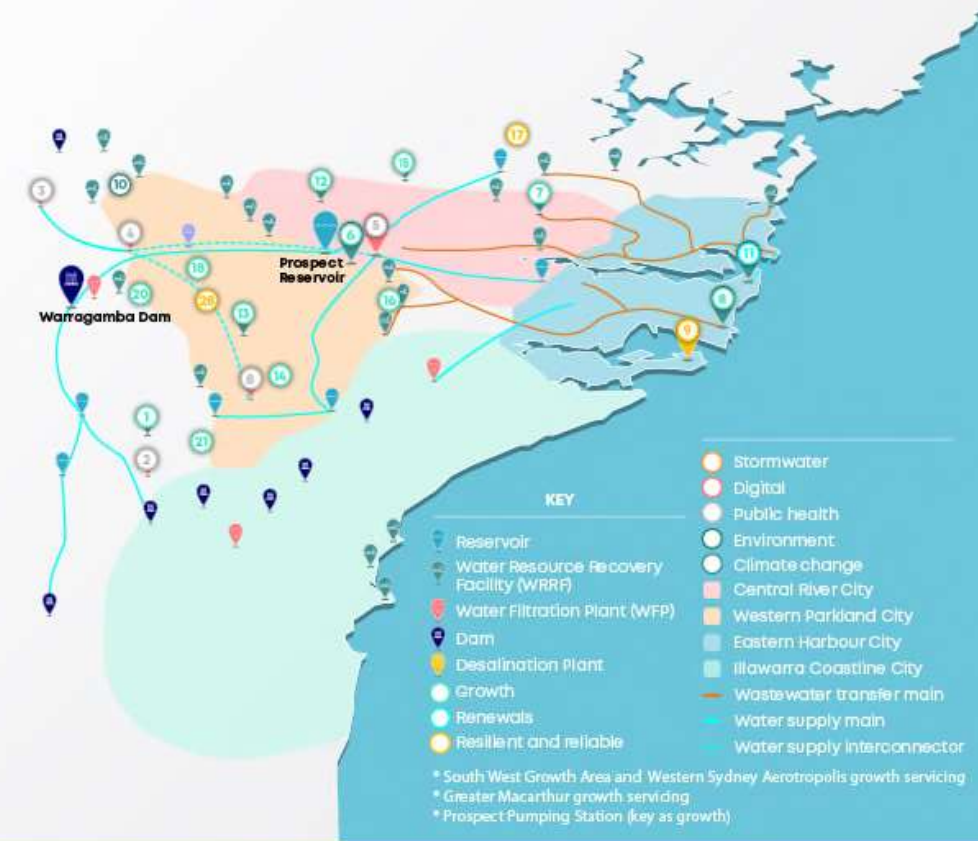 17
15
12
10
3
7
5
6
4
11
Prospect
Reservoir
18
20
16
8
Warragamba Dam
13
9
14
1
21
2
KEY
Reservoir
Water Resource Recovery
Facility (WRRF)
Water Filtration Plant (WFP)
Dam
Desalination Plant
Growth
Renewals
Resilient and reliable
Stormwater
Digital
Public health
Environment
Climate change
Central River City
Western Parkland City
Eastern Harbour City
Illawarra Coastline City
Wastewater transfer main
Water supply main
Water supply interconnector
* South West Growth Area and Western Sydney Aerotropolis growth servicing
* Greater Macarthur growth servicing
* Prospect Pumping Station (key as growth)